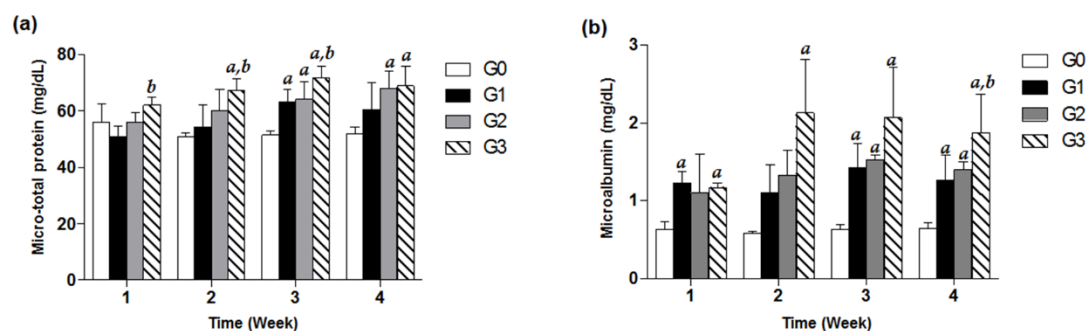 (a)
Micro-total protein (mg/dL)
80
60
40
20
0
b
a,b
a
a
a,b
a
a
1
2
3
4
Time (Week)
G0
G1
G2
G3
(b)
Microalbumin (mg/dL)
3
2
1
0
a
a
a
a
a
a
a
a
a,b
1
2
3
4
Time (Week)
G0
G1
G2
G3